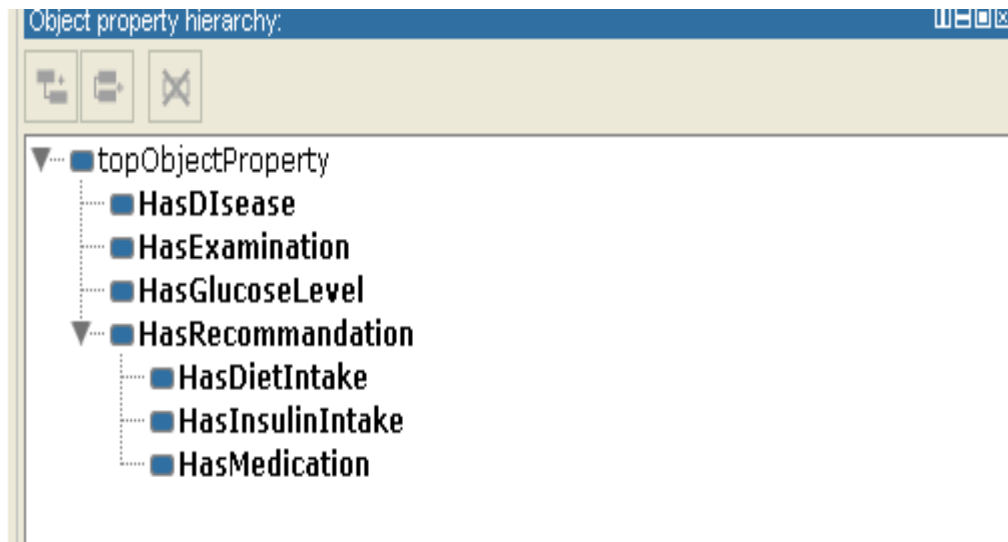 Object property hierarchy:
topObjectProperty
HasDIsease
HasExamination
HasGlucoseLevel
HasRecommandation
HasDietIntake
HasInsulinIntake
HasMedication